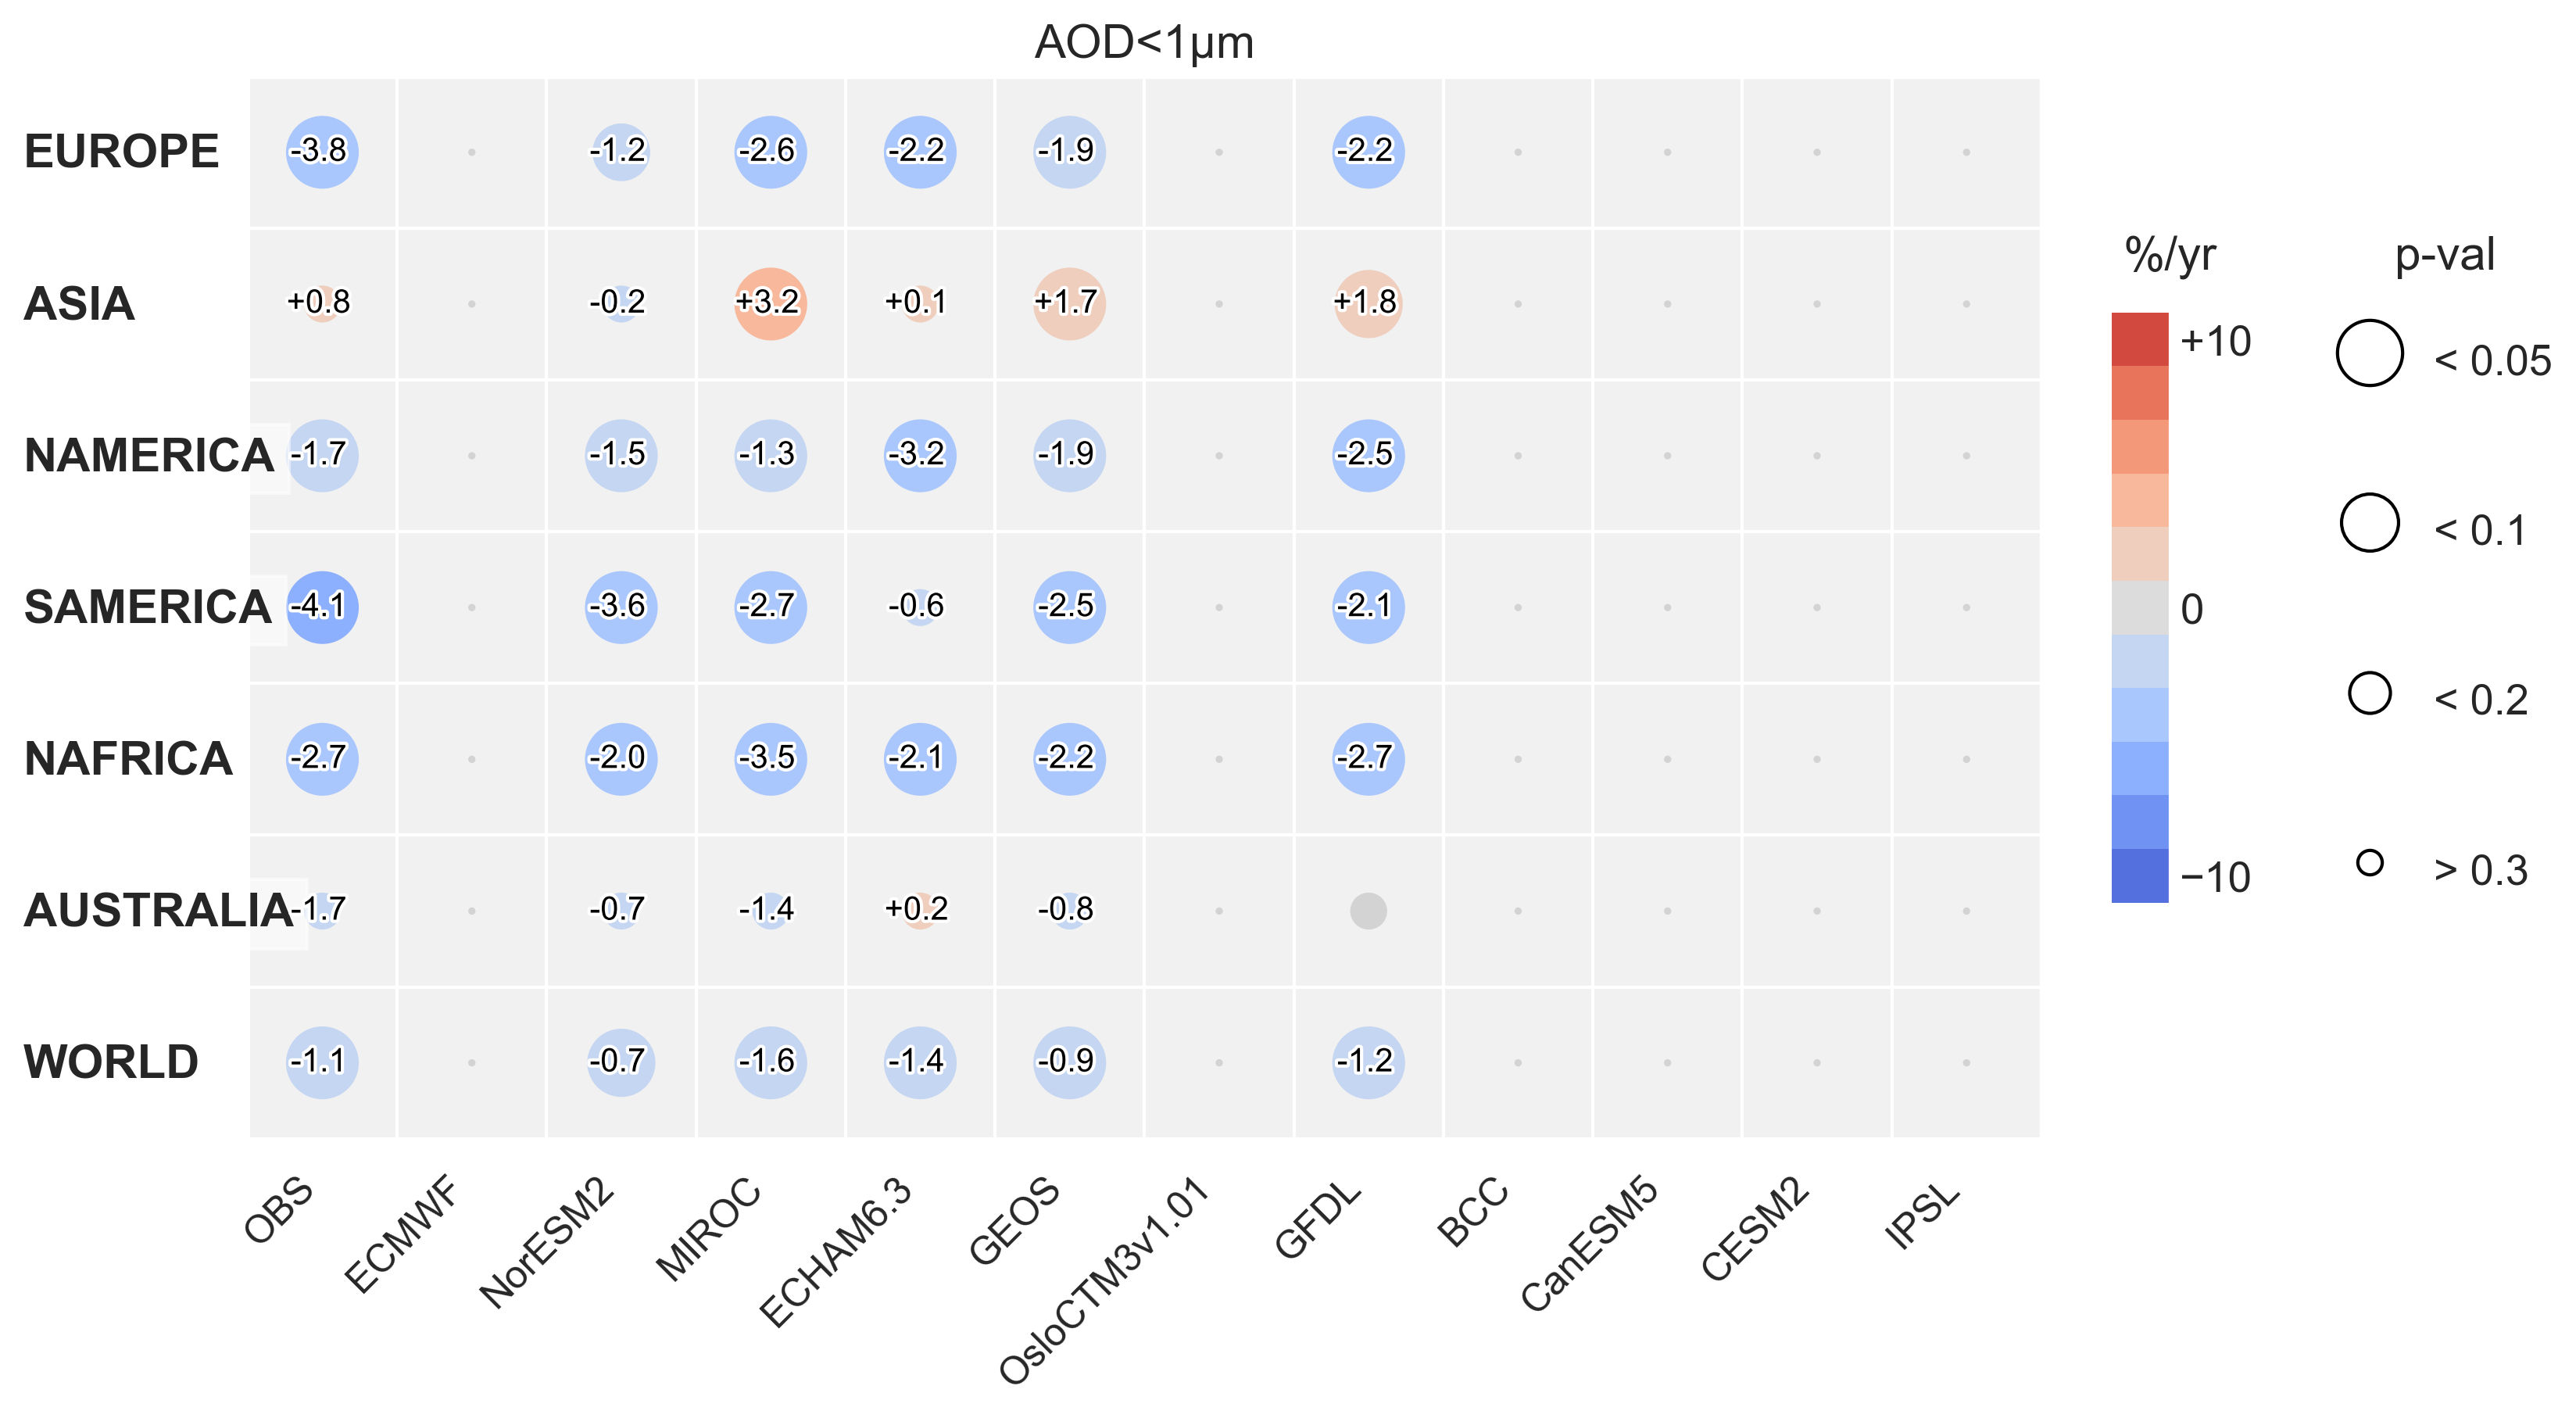 AOD<1µm
EUROPE -3.8 -1.2 -2.6 -2.2 -1.9 -2.2
ASIA +0.8 -0.2 +3.2 +0.1 +1.7 +1.8
NAMERICA -1.7 -1.5 -1.3 -3.2 -1.9 -2.5
SAMERICA -4.1 -3.6 -2.7 -0.6 -2.5 -2.1
NAFRICA -2.7 -2.0 -3.5 -2.1 -2.2 -2.7
AUSTRALIA -1.7 -0.7 -1.4 +0.2 -0.8
WORLD -1.1 -0.7 -1.6 -1.4 -0.9 -1.2
OBS
ECMWF
NorESM2
MIROC
ECHAM6.3
GEOS
OsloCTM3v1.01
GFDL
BCC
CanESM5
CESM2
IPSL
%/yr
+10
0
−10
p-val
< 0.05
< 0.1
< 0.2
> 0.3